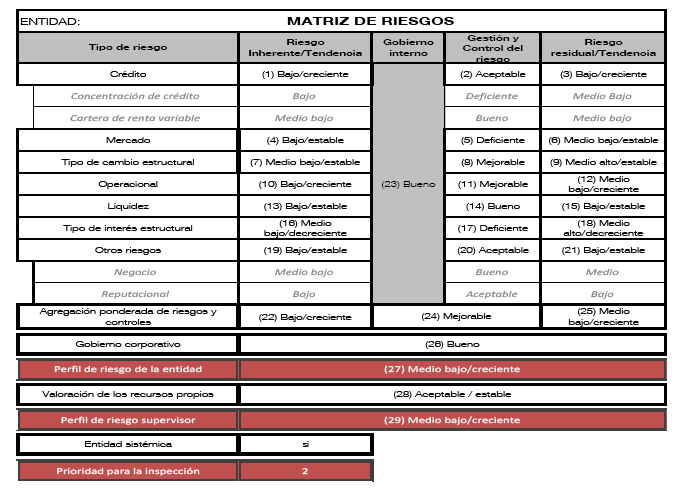 ENTIDAD: MATRIZ DE RIESGOS
Tipo de riesgo
Riesgo
Inherente/Tendencia
Gobierno
interno
Gestión y
Control del
riesgo
Riesgo
residual/Tendencia
Crédito (1) Bajo/creciente (2) Aceptable (3) Bajo/creciente
Concentración de crédito Bajo Deficiente Medio Bajo
Cartera de renta variable Medio bajo Bueno Medio bajo
Mercado (4) Bajo/estable (5) Deficiente (6) Medio bajo/estable
Tipo de cambio estructural (7) Medio bajo/estable (8) Mejorable (9) Medio alto/estable
Operacional (10) Bajo/creciente (23) Bueno (11) Mejorable (12) Medio
bajo/creciente
Liquidez (13) Bajo/estable (14) Bueno (15) Bajo/estable
Tipo de interés estructural (16) Medio
bajo/decreciente
(17) Deficiente (18) Medio
alto/decreciente
Otros riesgos (19) Bajo/estable (20) Aceptable (21) Bajo/estable
Negocio Medio bajo Bueno Medio
Reputacional Bajo Aceptable Bajo
Agregación ponderada de riesgos y
controles
(22) Bajo/creciente (24) Mejorable (25) Medio
bajo/creciente
Gobierno corporativo (26) Bueno
Perfil de riesgo de la entidad (27) Medio bajo/creciente
Valoración de los recursos propios (28) Aceptable / estable
Perfil de riesgo supervisor (29) Medio bajo/creciente
Entidad sistémica si
Prioridad para la inspección 2